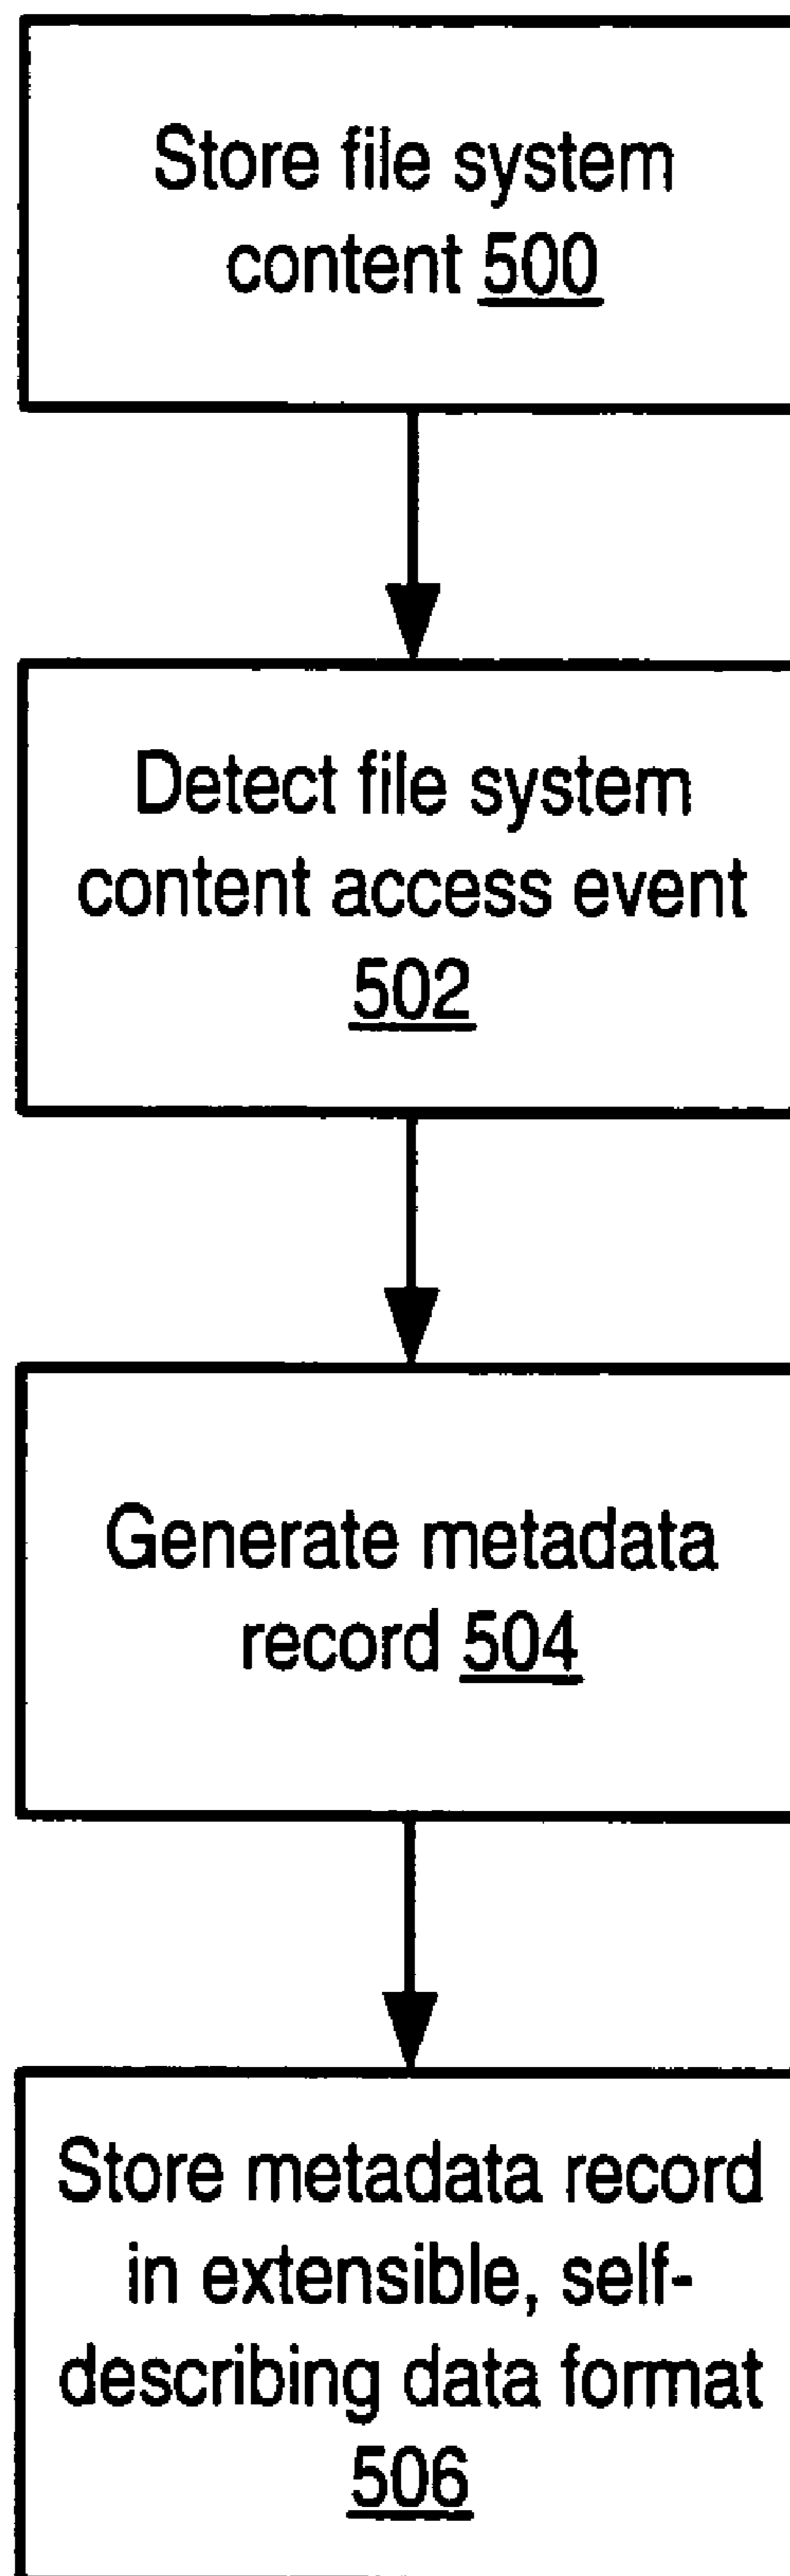 Store file system
content 500
Detect file system
content access event
502
Generate metadata
record 504
Store metadata record
in extensible, self-
describing data format
506